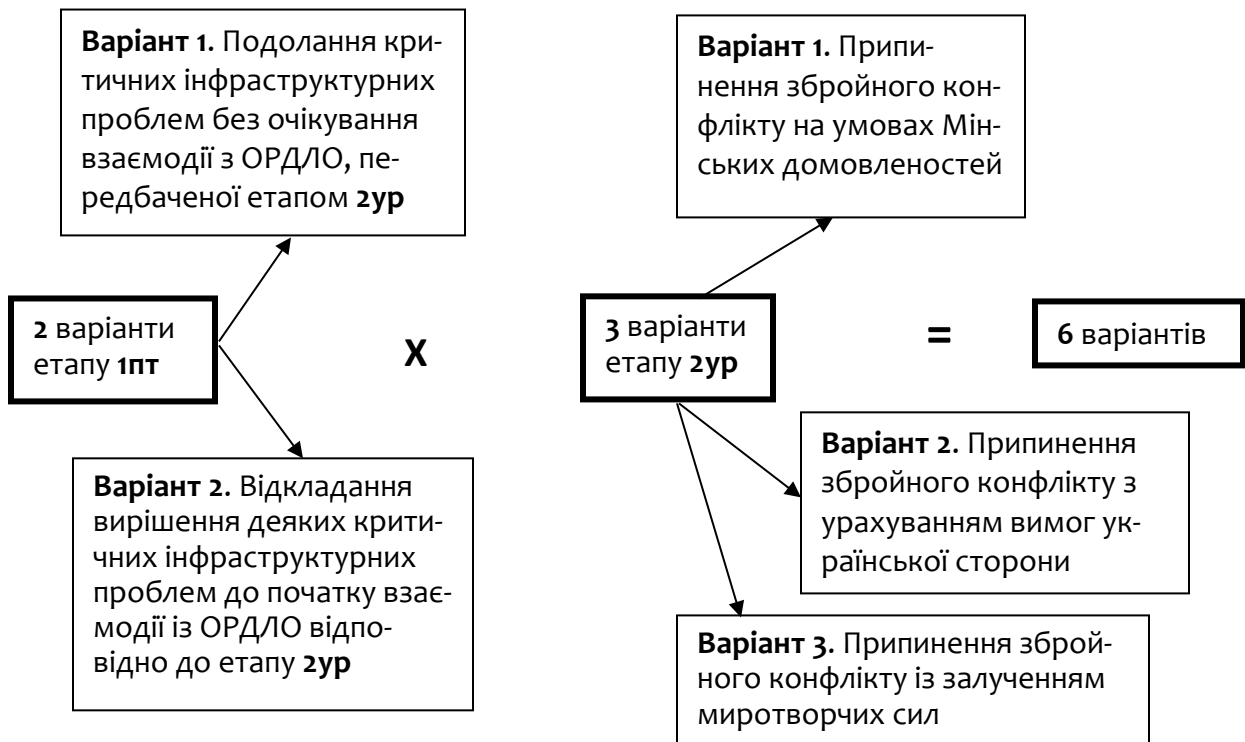 Варіант 1. Подолання кри-
тичних інфраструктурних
проблем без очікування
взаємодії з ОРДЛО, пе-
редбаченої етапом 2ур
Варіант 1. Припи-
нення збройного кон-
флікту на умовах Мін-
ських домовленостей
2 варіанти
етапу 1пт
х
3 варіанти
етапу 2ур
=
6 варіантів
Варіант 2. Відкладання
вирішення деяких крити-
чних інфраструктурних
проблем до початку взає-
модії із ОРДЛО відпо-
відно до етапу 2ур
Варіант 2. Припинення
збройного конфлікту з
урахуванням вимог ук-
раїнської сторони
Варіант 3. Припинення зброй-
ного конфлікту із залученням
миротворчих сил